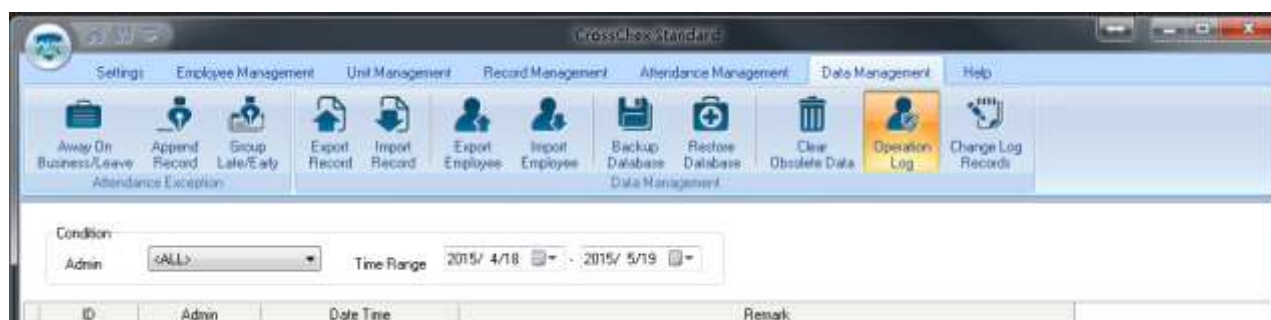 CrossChex Standard
Settings Employee Management Unit Management Record Management Attendance Management Data Management Help
Away On Business/Leave Append Record Group Late/Early Export Record Import Record Export Employee Import Employee Backup Database Restore Database Clear Obsolete Data Operation Log Change Log Records
Attendance Exception Data Management
Condition
Admin <ALL> Time Range 2015/ 4/18 - 2015/ 5/19
ID Admin Date Time Remark